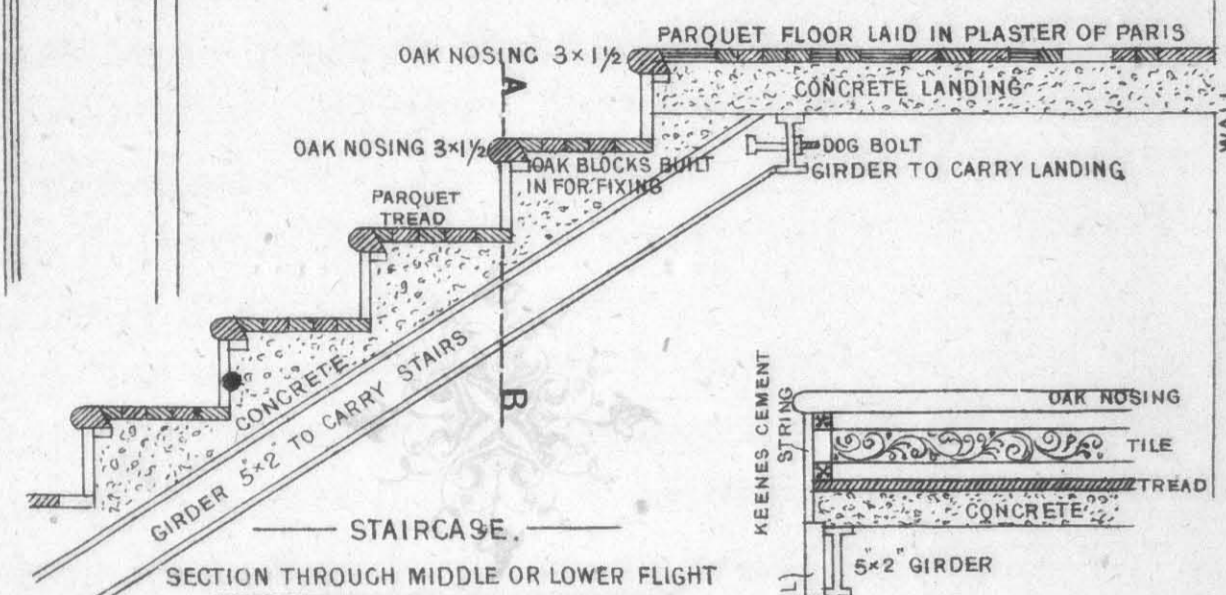 PARQUET FLOOR LAID IN PLASTER OF PARIS
OAK NOSING 3×1½
CONCRETE LANDING
A
OAK NOSING 3×1½
OAK BLOCKS BUILT
IN FOR FIXING
DOG BOLT
GIRDER TO CARRY LANDING
PARQUET
TREAD
CONCRETE
GIRDER 5"×2" TO CARRY STAIRS
B
KEENES CEMENT
STRING
OAK NOSING
TILE
TREAD
CONCRETE
5"×2" GIRDER
STAIRCASE.
SECTION THROUGH MIDDLE OR LOWER FLIGHT